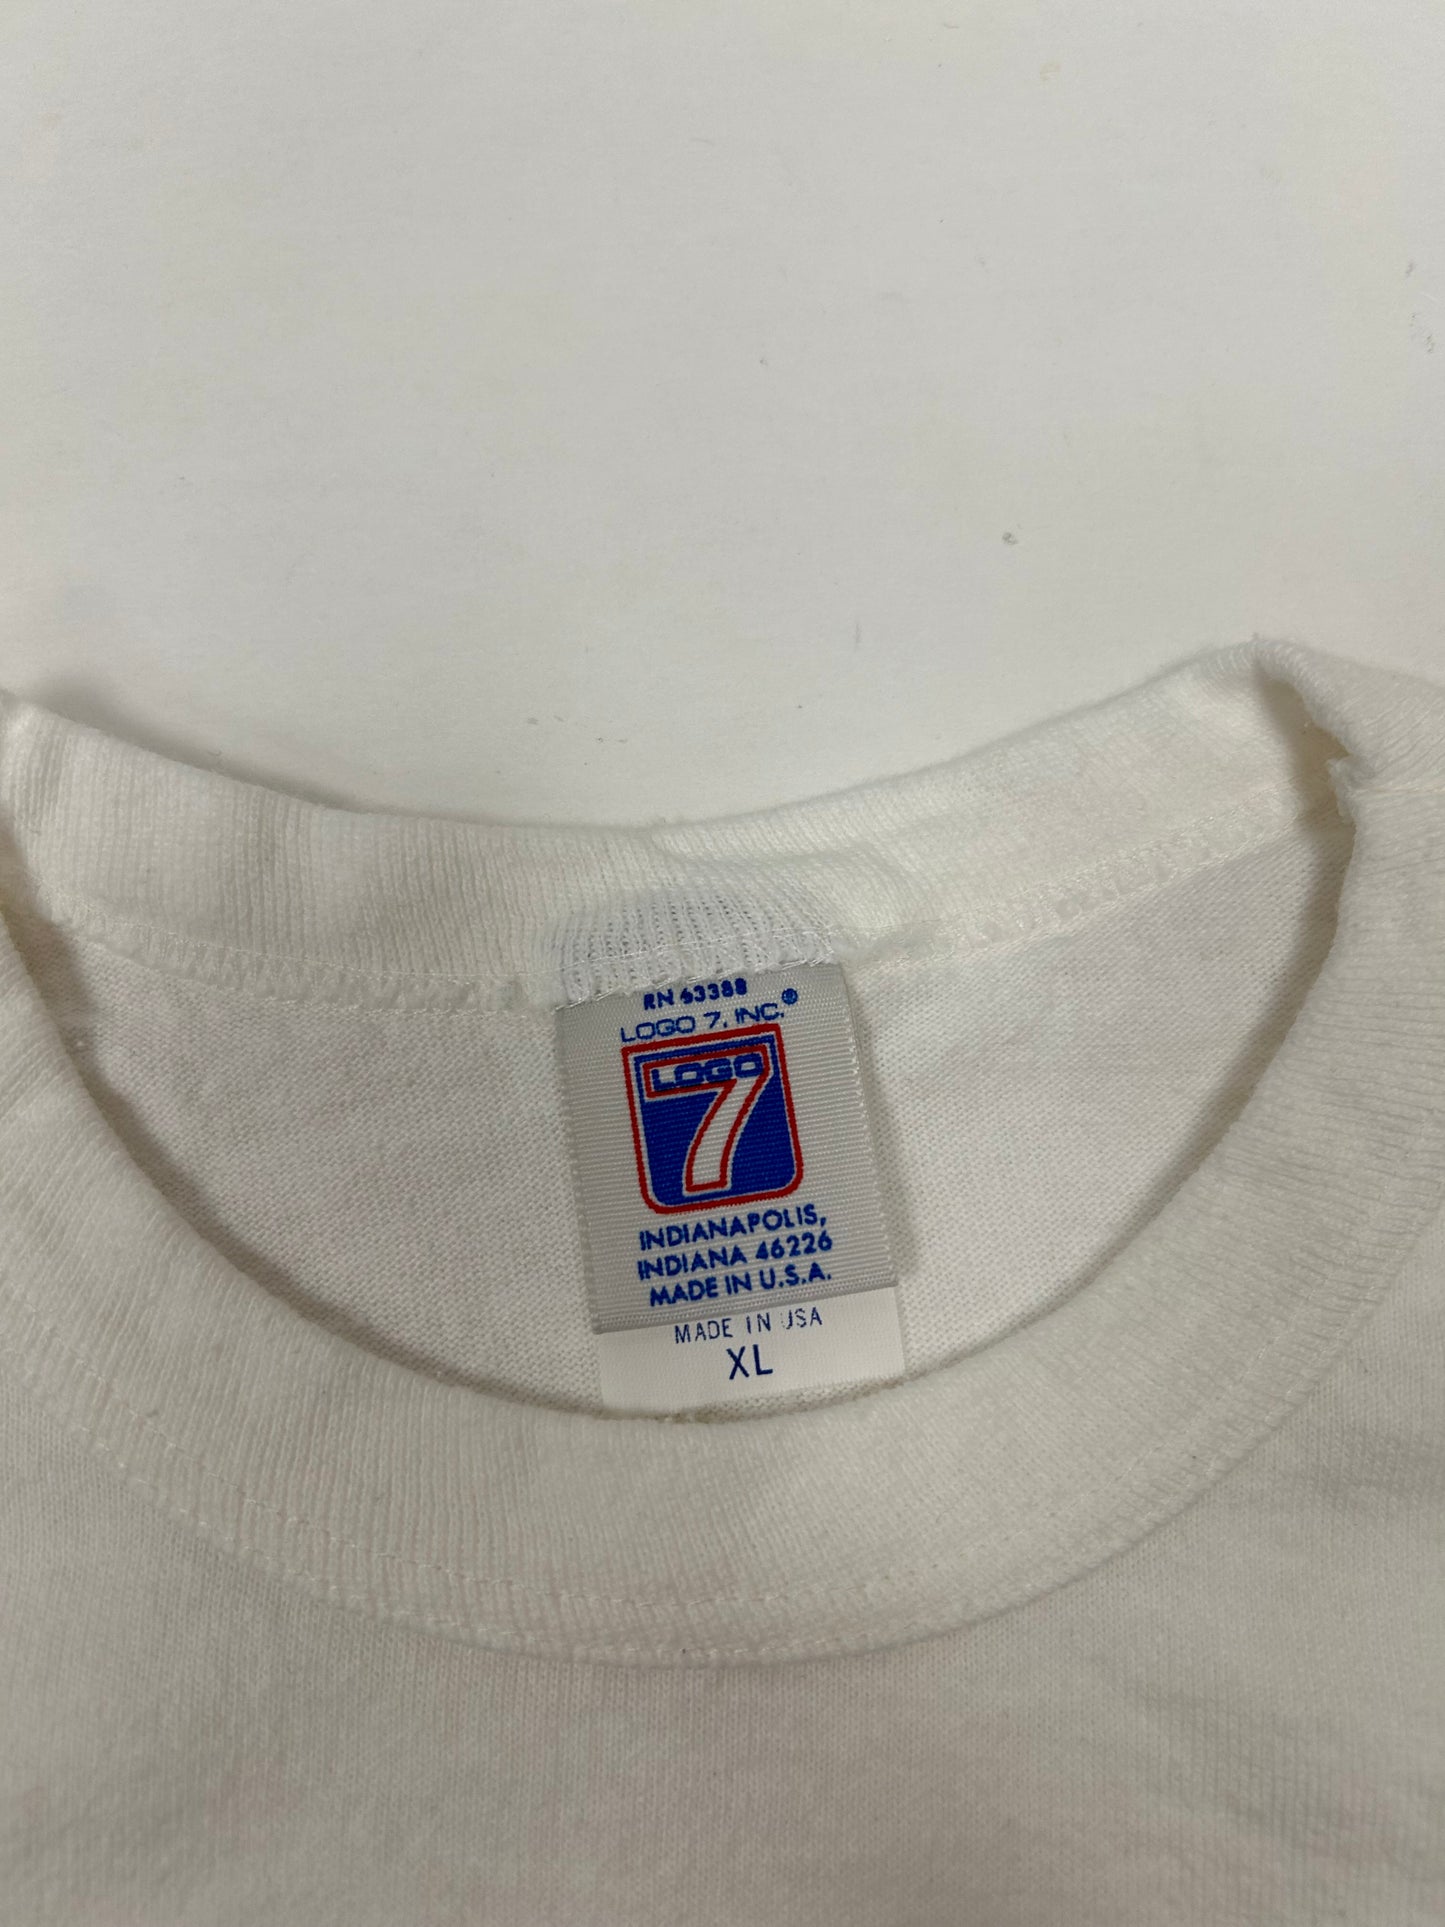 RN 63388
LOGO 7, INC.®
LOGO
7
INDIANAPOLIS,
INDIANA 46226
MADE IN U.S.A.
MADE IN USA
XL